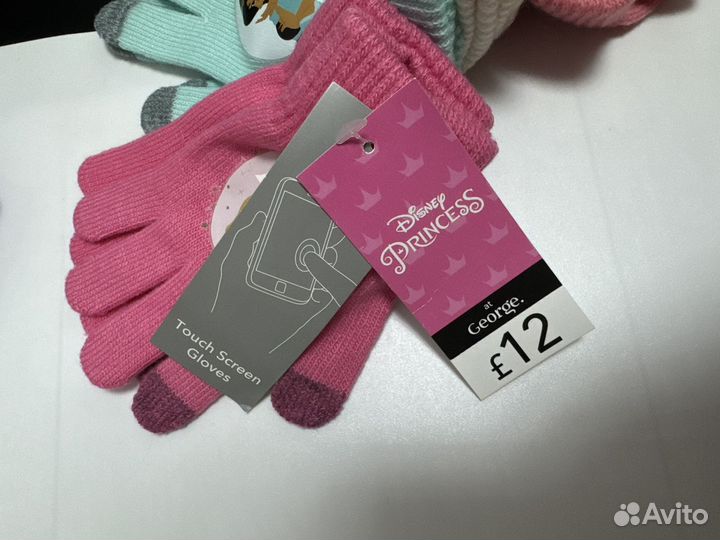 Disney
PRINCESS
at
George.
£12
Touch Screen
Gloves
Avito